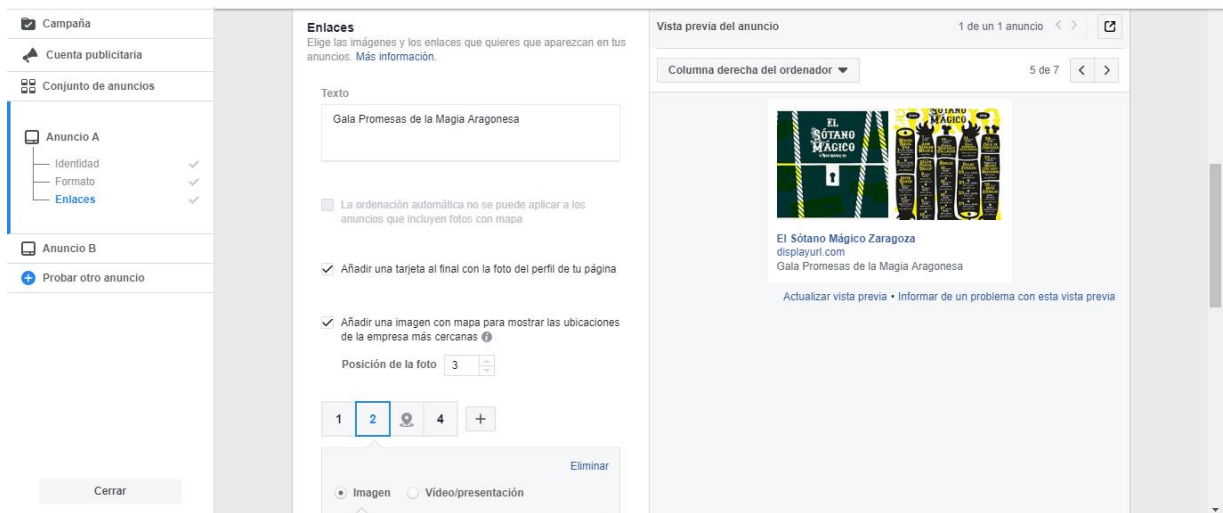 Campaña
Cuenta publicitaria
Conjunto de anuncios
Anuncio A
Identidad
Formato
Enlaces
Anuncio B
Probar otro anuncio
Cerrar
Enlaces
Elige las imágenes y los enlaces que quieres que aparezcan en tus
anuncios. Más información.
Texto
Gala Promesas de la Magia Aragonesa
La ordenación automática no se puede aplicar a los
anuncios que incluyen fotos con mapa
Añadir una tarjeta al final con la foto del perfil de tu página
Añadir una imagen con mapa para mostrar las ubicaciones
de la empresa más cercanas
Posición de la foto 3
1 2 4 +
Eliminar
Imagen Vídeo/presentación
Vista previa del anuncio 1 de un 1 anuncio
Columna derecha del ordenador 5 de 7
EL
SÓTANO
MÁGICO
SÓTANO
MÁGICO
El Sótano Mágico Zaragoza
displayurl.com
Gala Promesas de la Magia Aragonesa
Actualizar vista previa • Informar de un problema con esta vista previa